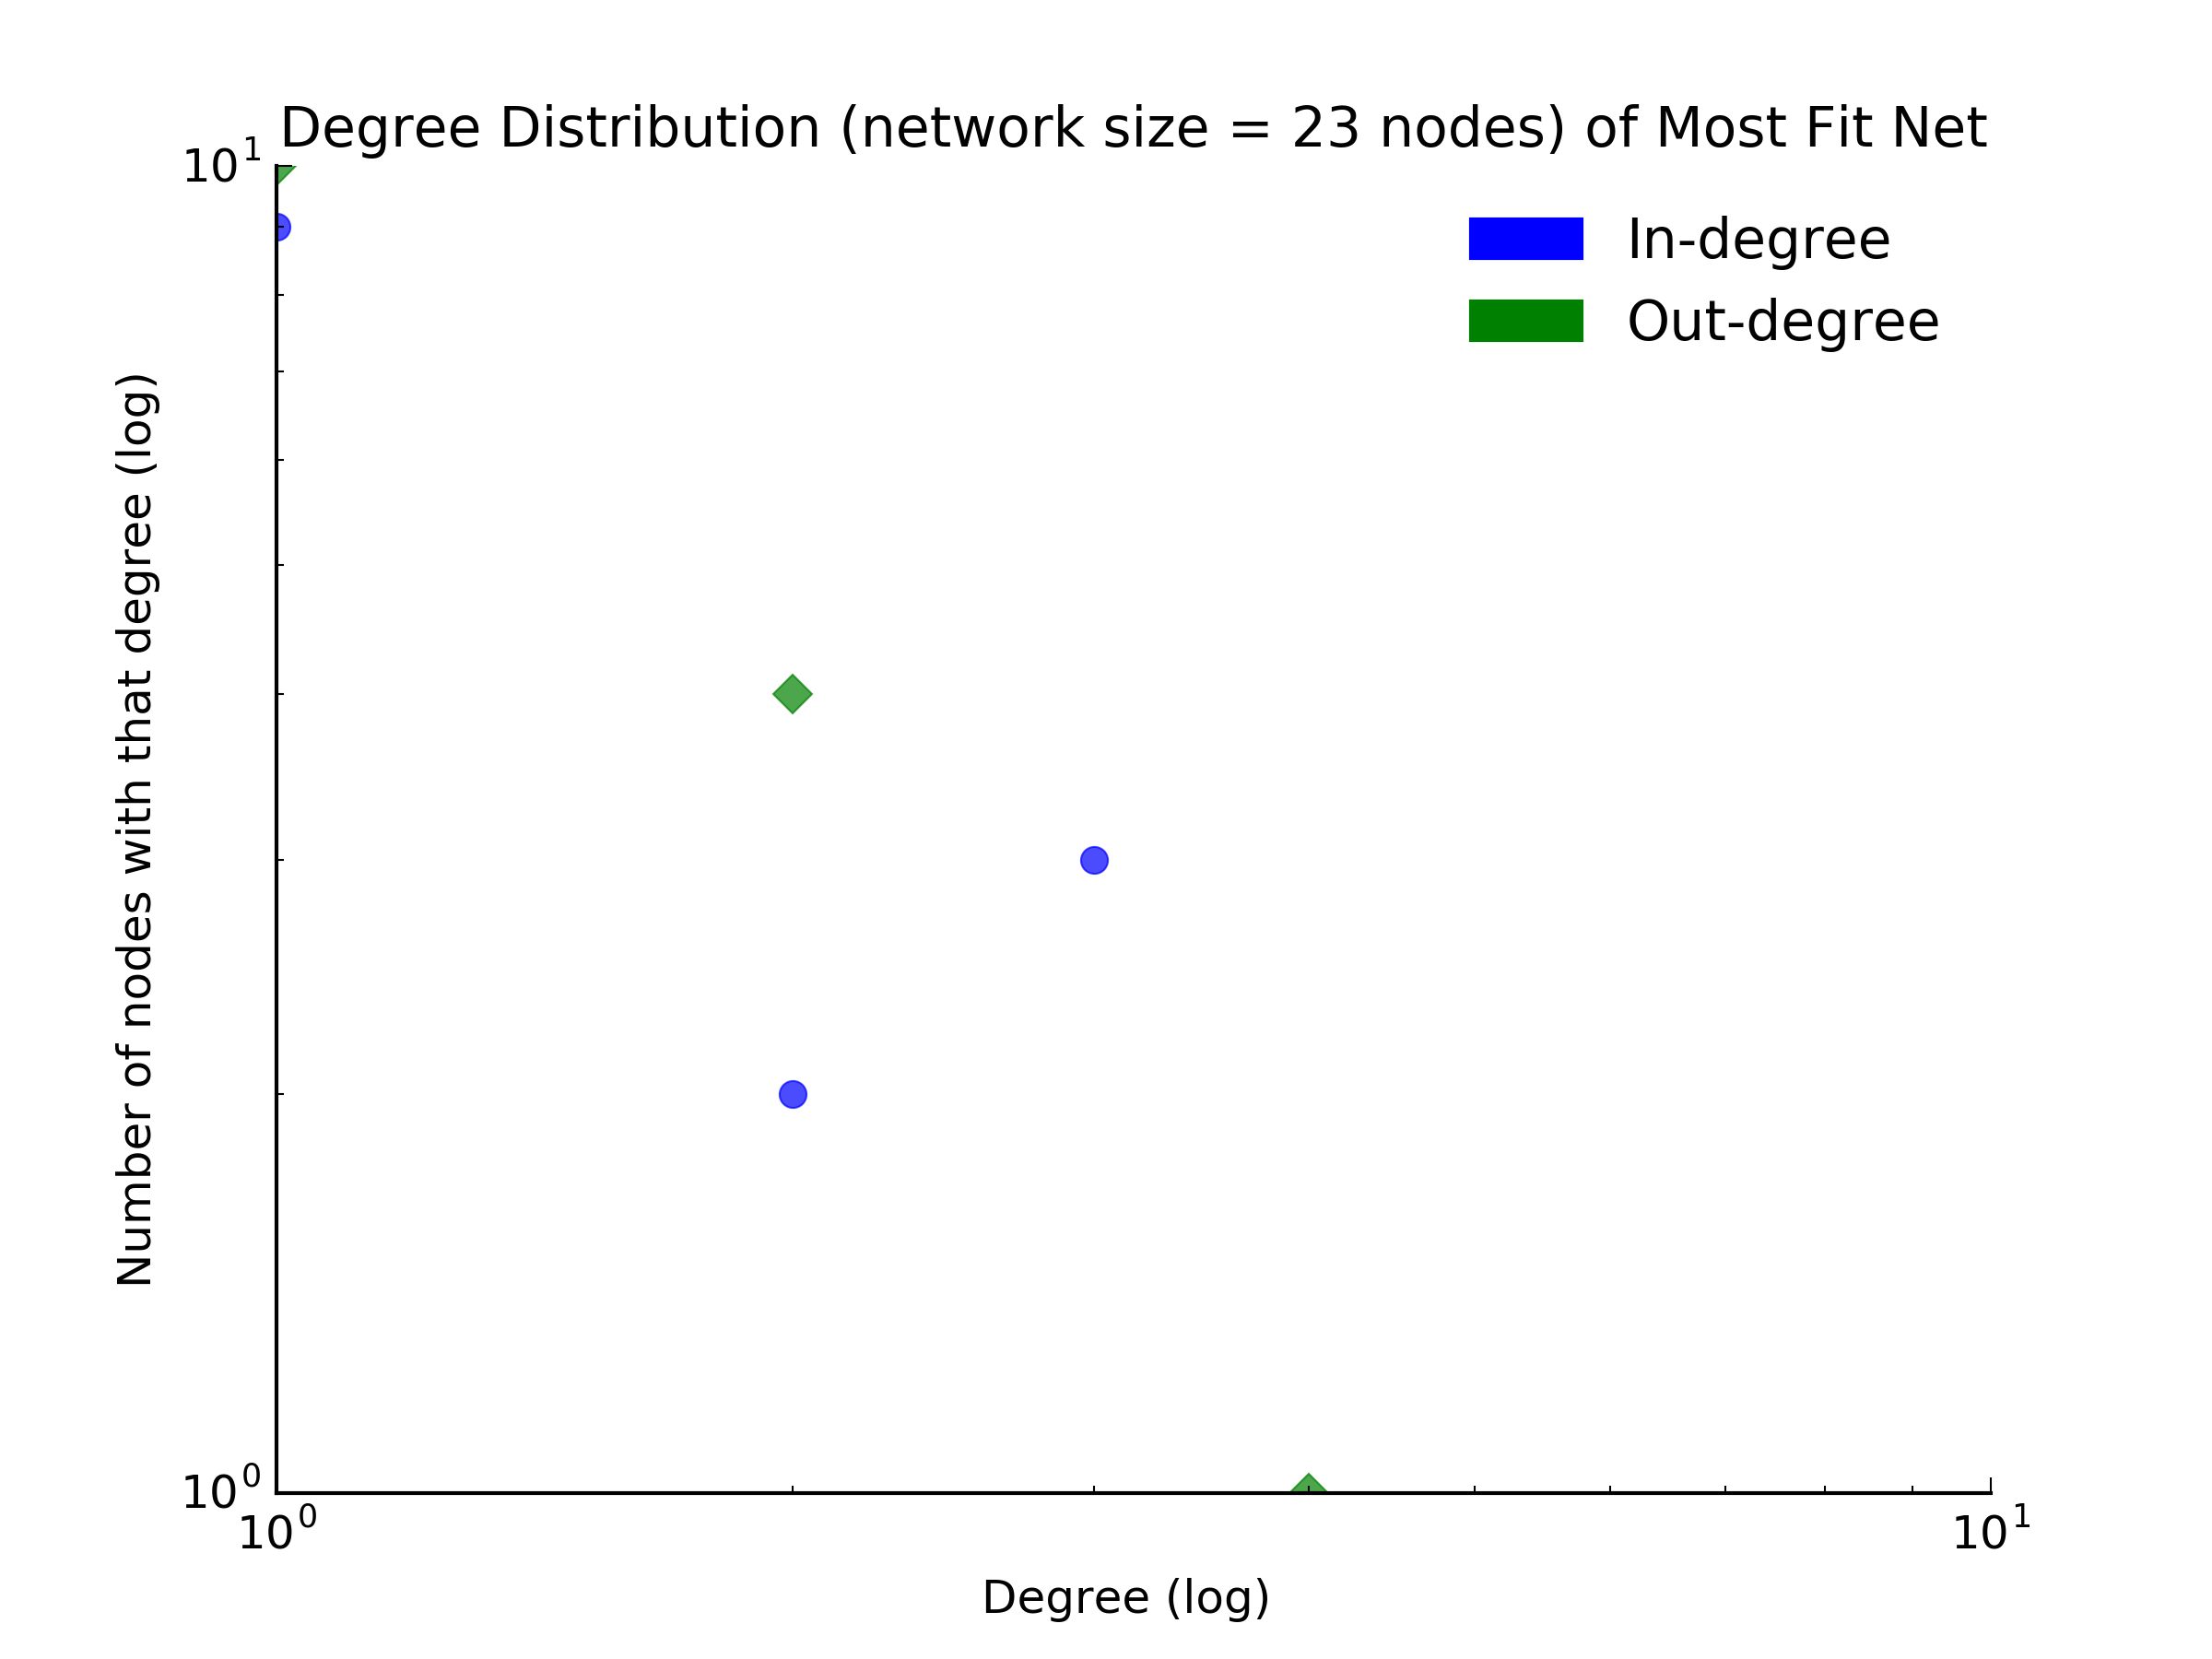 Degree Distribution (network size = 23 nodes) of Most Fit Net
10^1
In-degree
Out-degree
Number of nodes with that degree (log)
10^0
10^0
10^1
Degree (log)